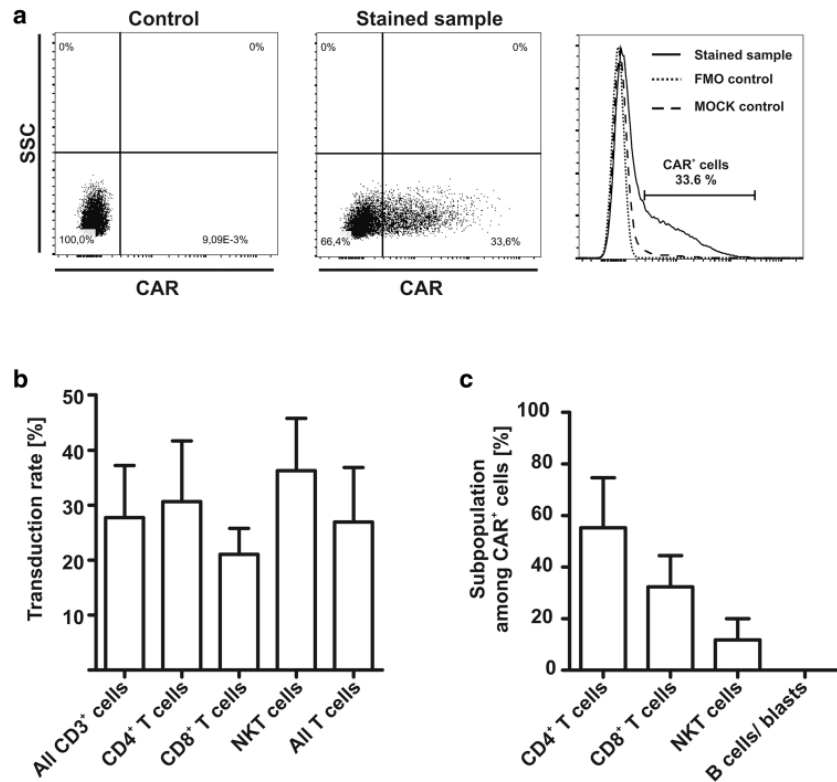 a
Control
Stained sample
SSC
0%
0%
100,0%
9,09E-3%
CAR
0%
0%
66,4%
33,6%
CAR
Stained sample
FMO control
MOCK control
CAR⁺ cells
33.6 %
b
Transduction rate [%]
50
40
30
20
10
All CD3⁺ cells
CD4⁺ T cells
CD8⁺ T cells
NKT cells
All T cells
c
Subpopulation
among CAR⁺ cells [%]
100
80
60
40
20
0
CD4⁺ T cells
CD8⁺ T cells
NKT cells
B cells/ blasts